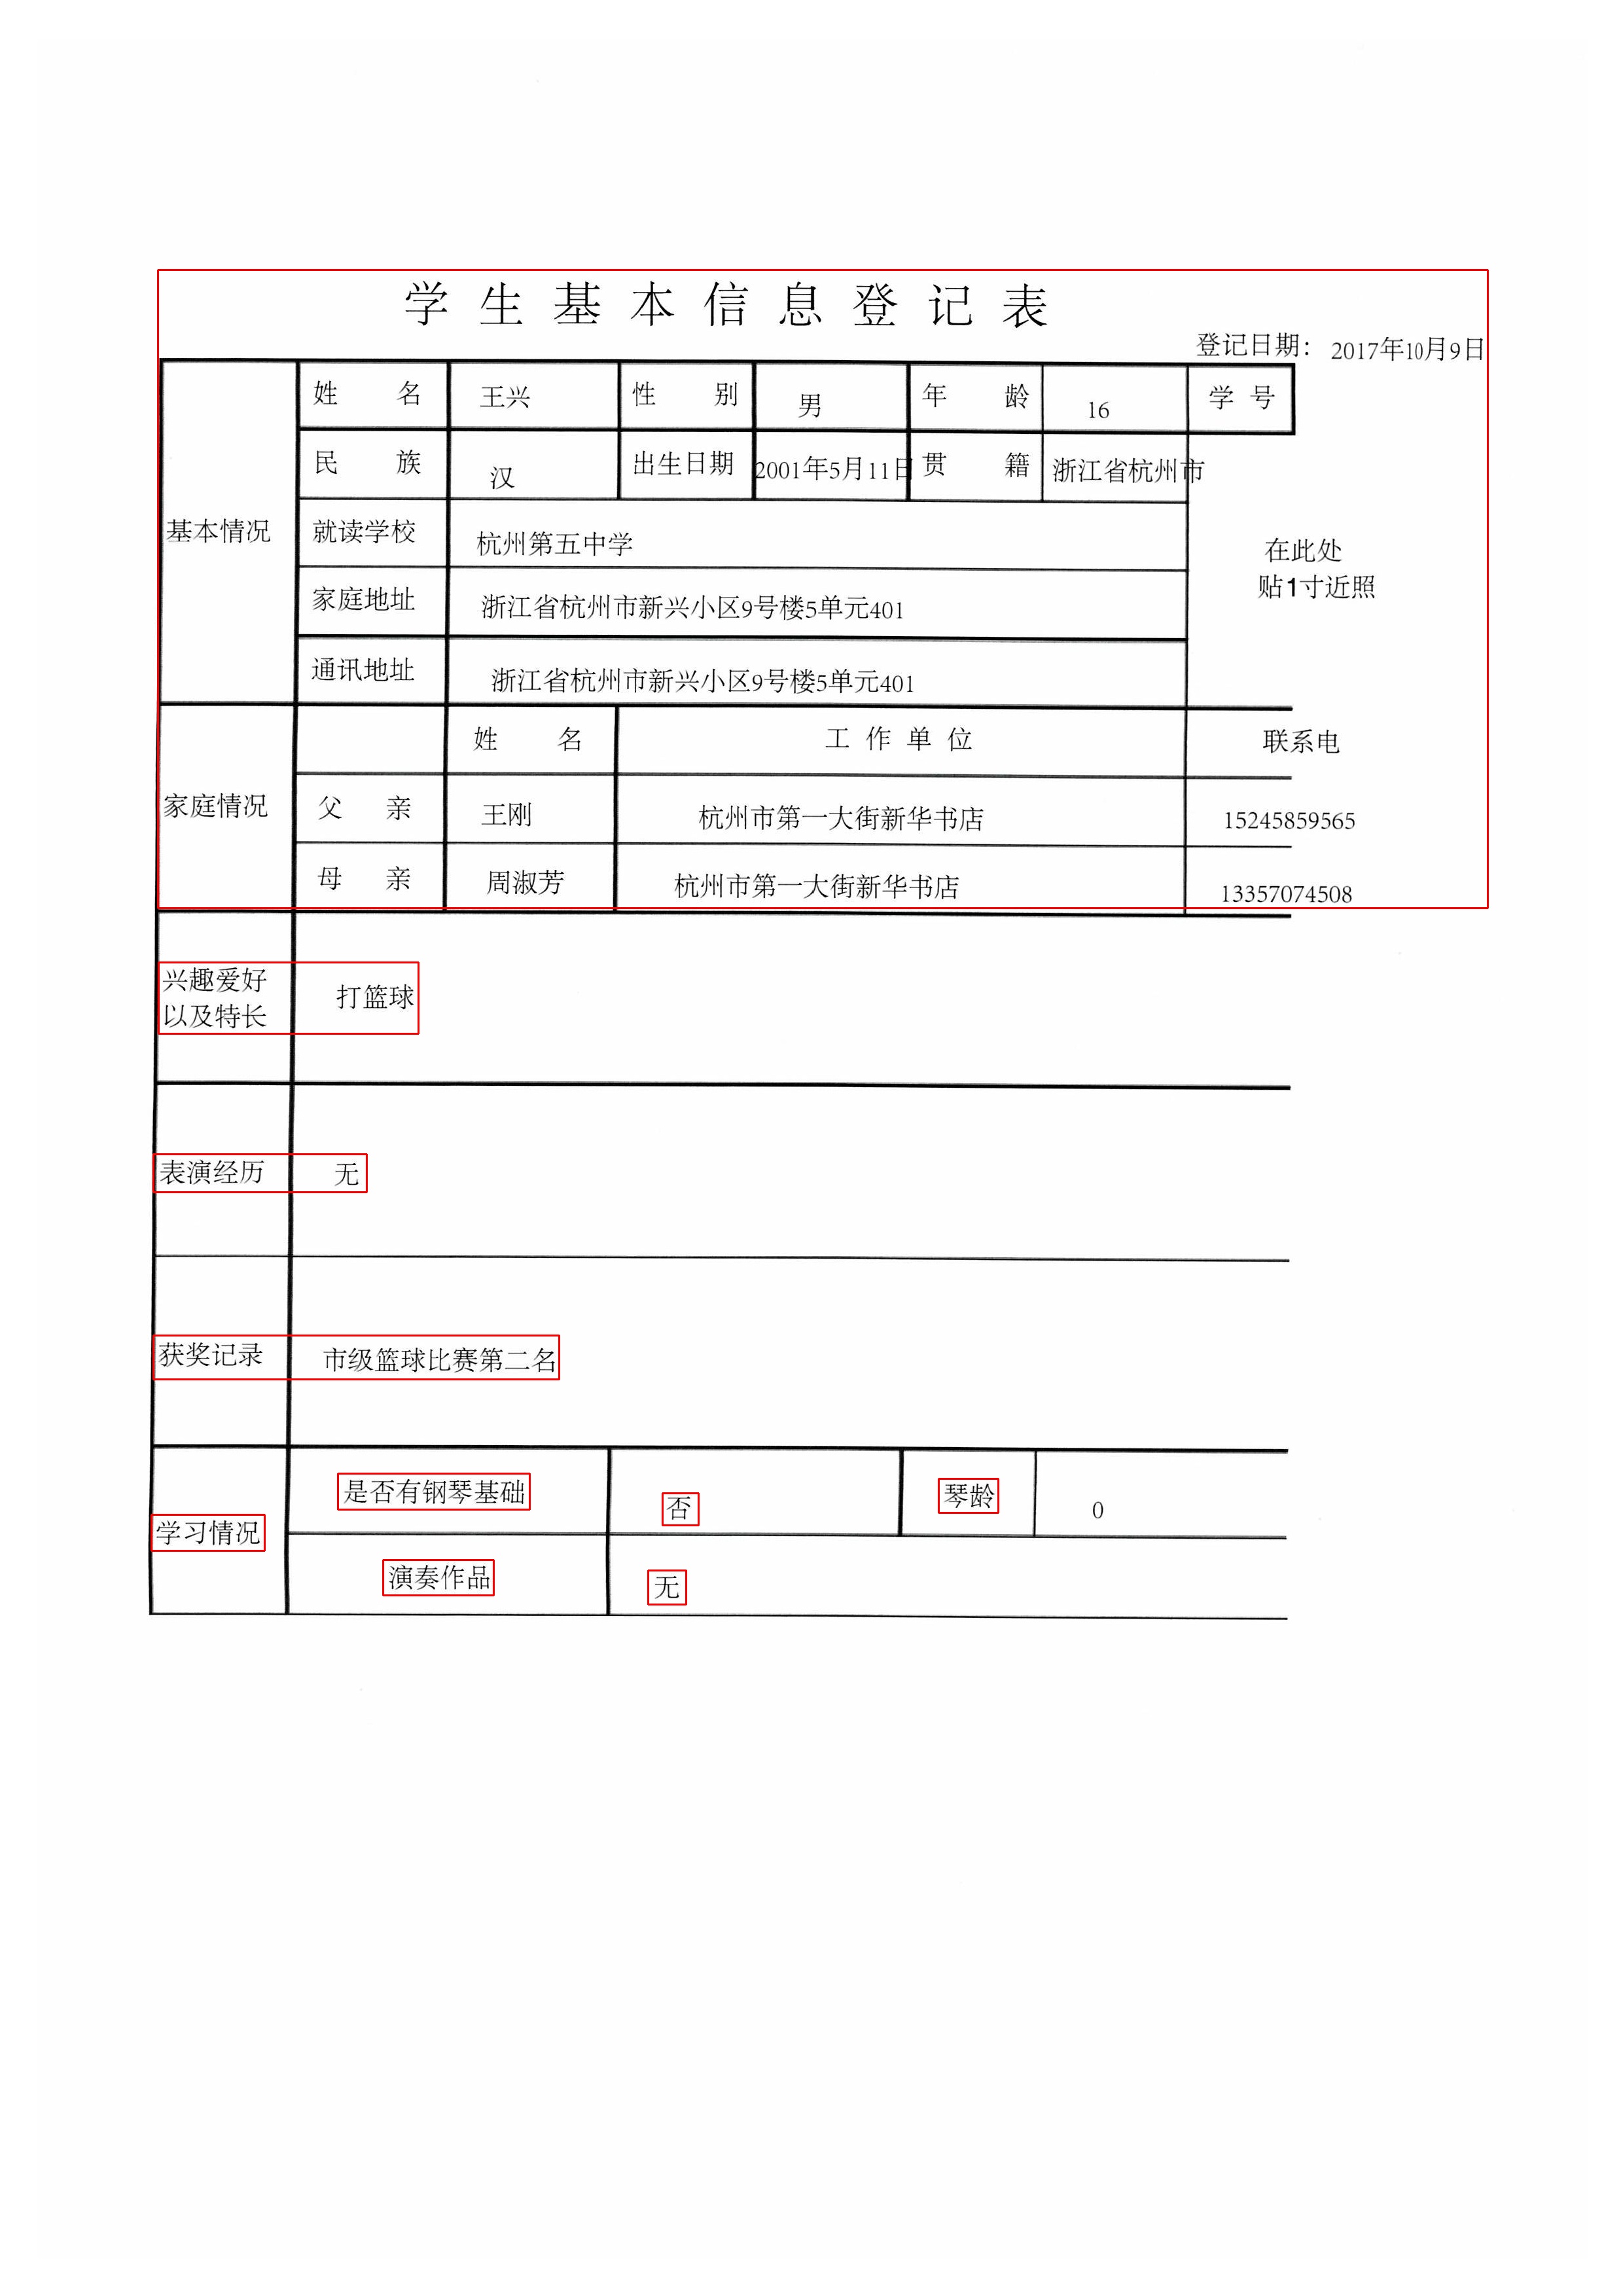 学生基本信息登记表
登记日期： 2017年10月9日
姓 名 王兴 性 别 男 年 龄 16 学 号
民 族 汉 出生日期 2001年5月11日 贯 籍 浙江省杭州市
基本情况 就读学校 杭州第五中学
在此处
贴1寸近照
家庭地址 浙江省杭州市新兴小区9号楼5单元401
通讯地址 浙江省杭州市新兴小区9号楼5单元401
姓 名 工 作 单 位 联系电
家庭情况 父 亲 王刚 杭州市第一大街新华书店 15245859565
母 亲 周淑芳 杭州市第一大街新华书店 13357074508
兴趣爱好
以及特长
打篮球
表演经历 无
获奖记录 市级篮球比赛第二名
学习情况 是否有钢琴基础 否 琴龄 0
演奏作品 无